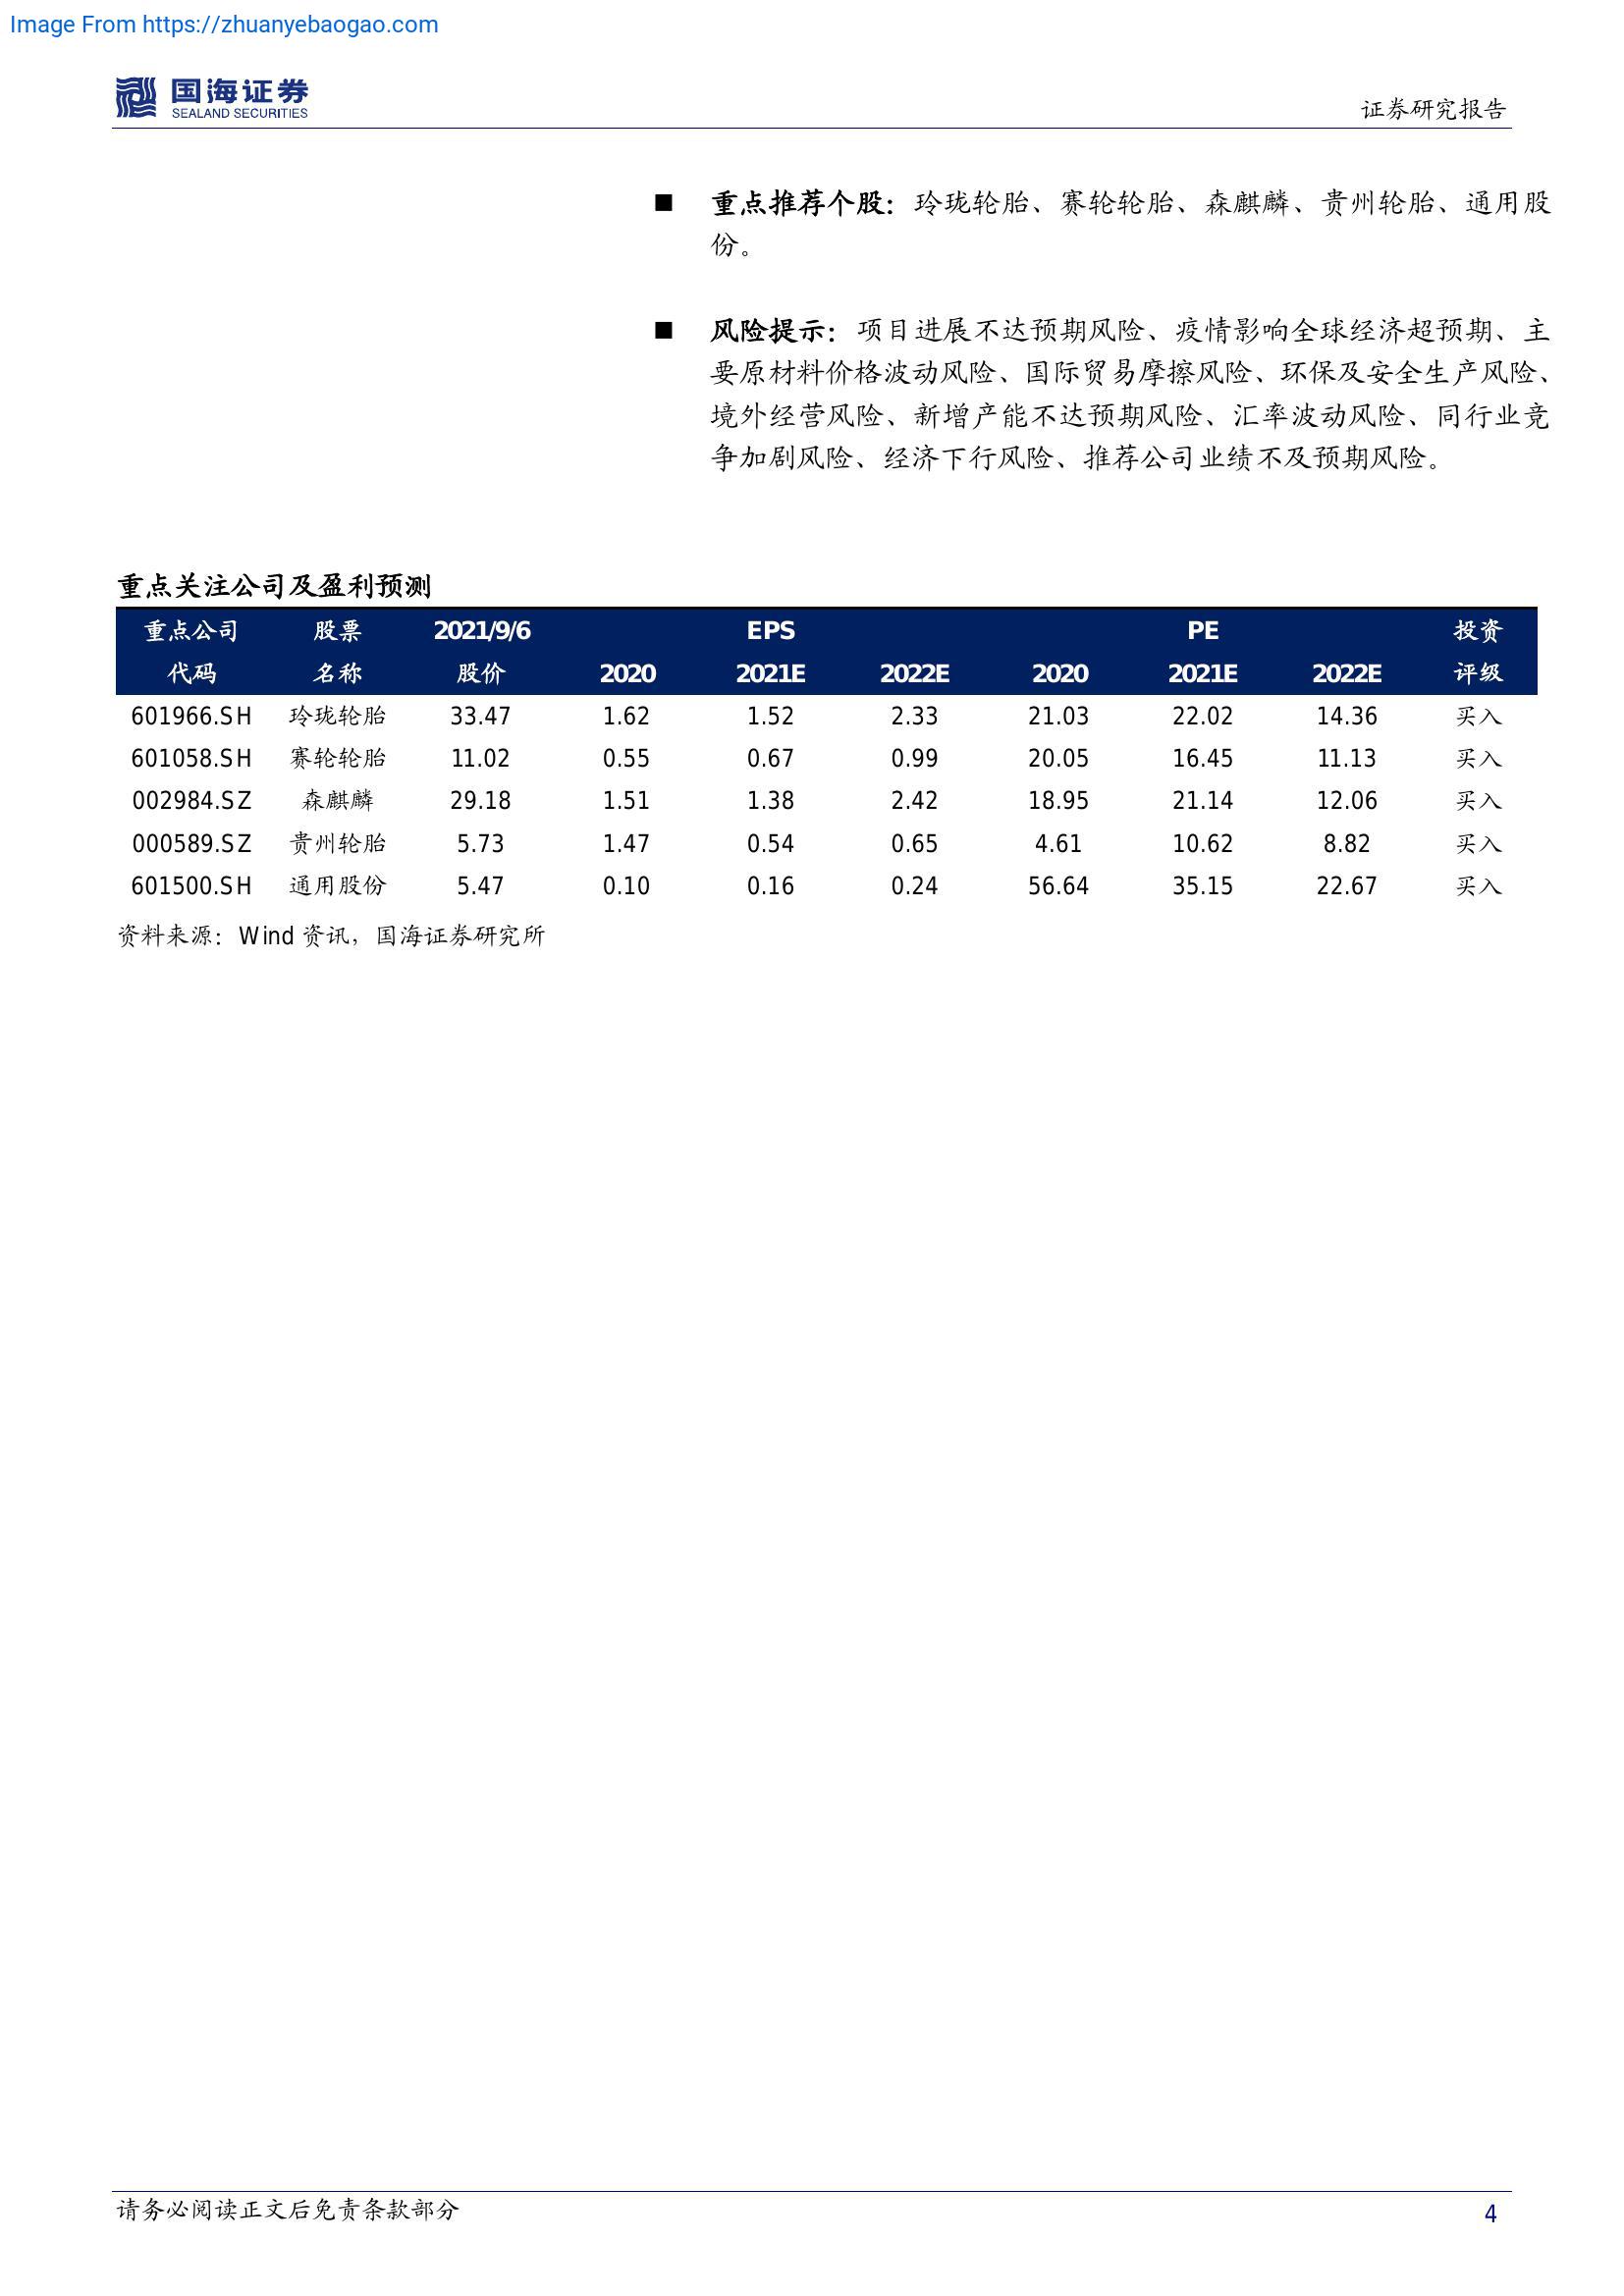 Image From https://zhuanyebaogao.com
国海证券
SEALAND SECURITIES
证券研究报告
■ 重点推荐个股：玲珑轮胎、赛轮轮胎、森麒麟、贵州轮胎、通用股
份。
■ 风险提示：项目进展不达预期风险、疫情影响全球经济超预期、主
要原材料价格波动风险、国际贸易摩擦风险、环保及安全生产风险、
境外经营风险、新增产能不达预期风险、汇率波动风险、同行业竞
争加剧风险、经济下行风险、推荐公司业绩不及预期风险。
重点关注公司及盈利预测
重点公司 股票 2021/9/6 EPS PE 投资
代码 名称 股价 2020 2021E 2022E 2020 2021E 2022E 评级
601966.SH 玲珑轮胎 33.47 1.62 1.52 2.33 21.03 22.02 14.36 买入
601058.SH 赛轮轮胎 11.02 0.55 0.67 0.99 20.05 16.45 11.13 买入
002984.SZ 森麒麟 29.18 1.51 1.38 2.42 18.95 21.14 12.06 买入
000589.SZ 贵州轮胎 5.73 1.47 0.54 0.65 4.61 10.62 8.82 买入
601500.SH 通用股份 5.47 0.10 0.16 0.24 56.64 35.15 22.67 买入
资料来源：Wind 资讯，国海证券研究所
请务必阅读正文后免责条款部分
4